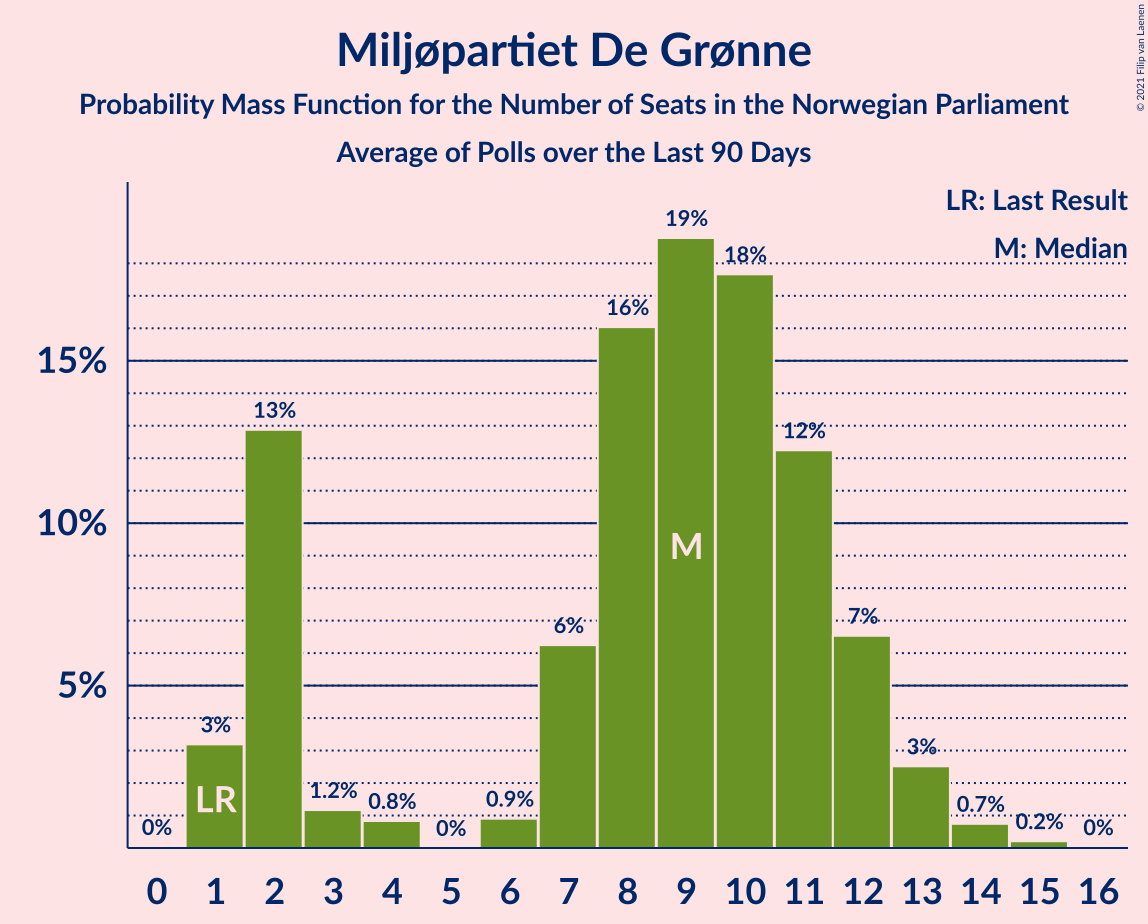 Miljøpartiet De Grønne
Probability Mass Function for the Number of Seats in the Norwegian Parliament
Average of Polls over the Last 90 Days
© 2021 Filip van Laenen
LR: Last Result
M: Median
15%
10%
5%
0%
3%
13%
1.2%
0.8%
0%
0.9%
6%
16%
19%
18%
12%
7%
3%
0.7%
0.2%
0%
LR
M
0 1 2 3 4 5 6 7 8 9 10 11 12 13 14 15 16